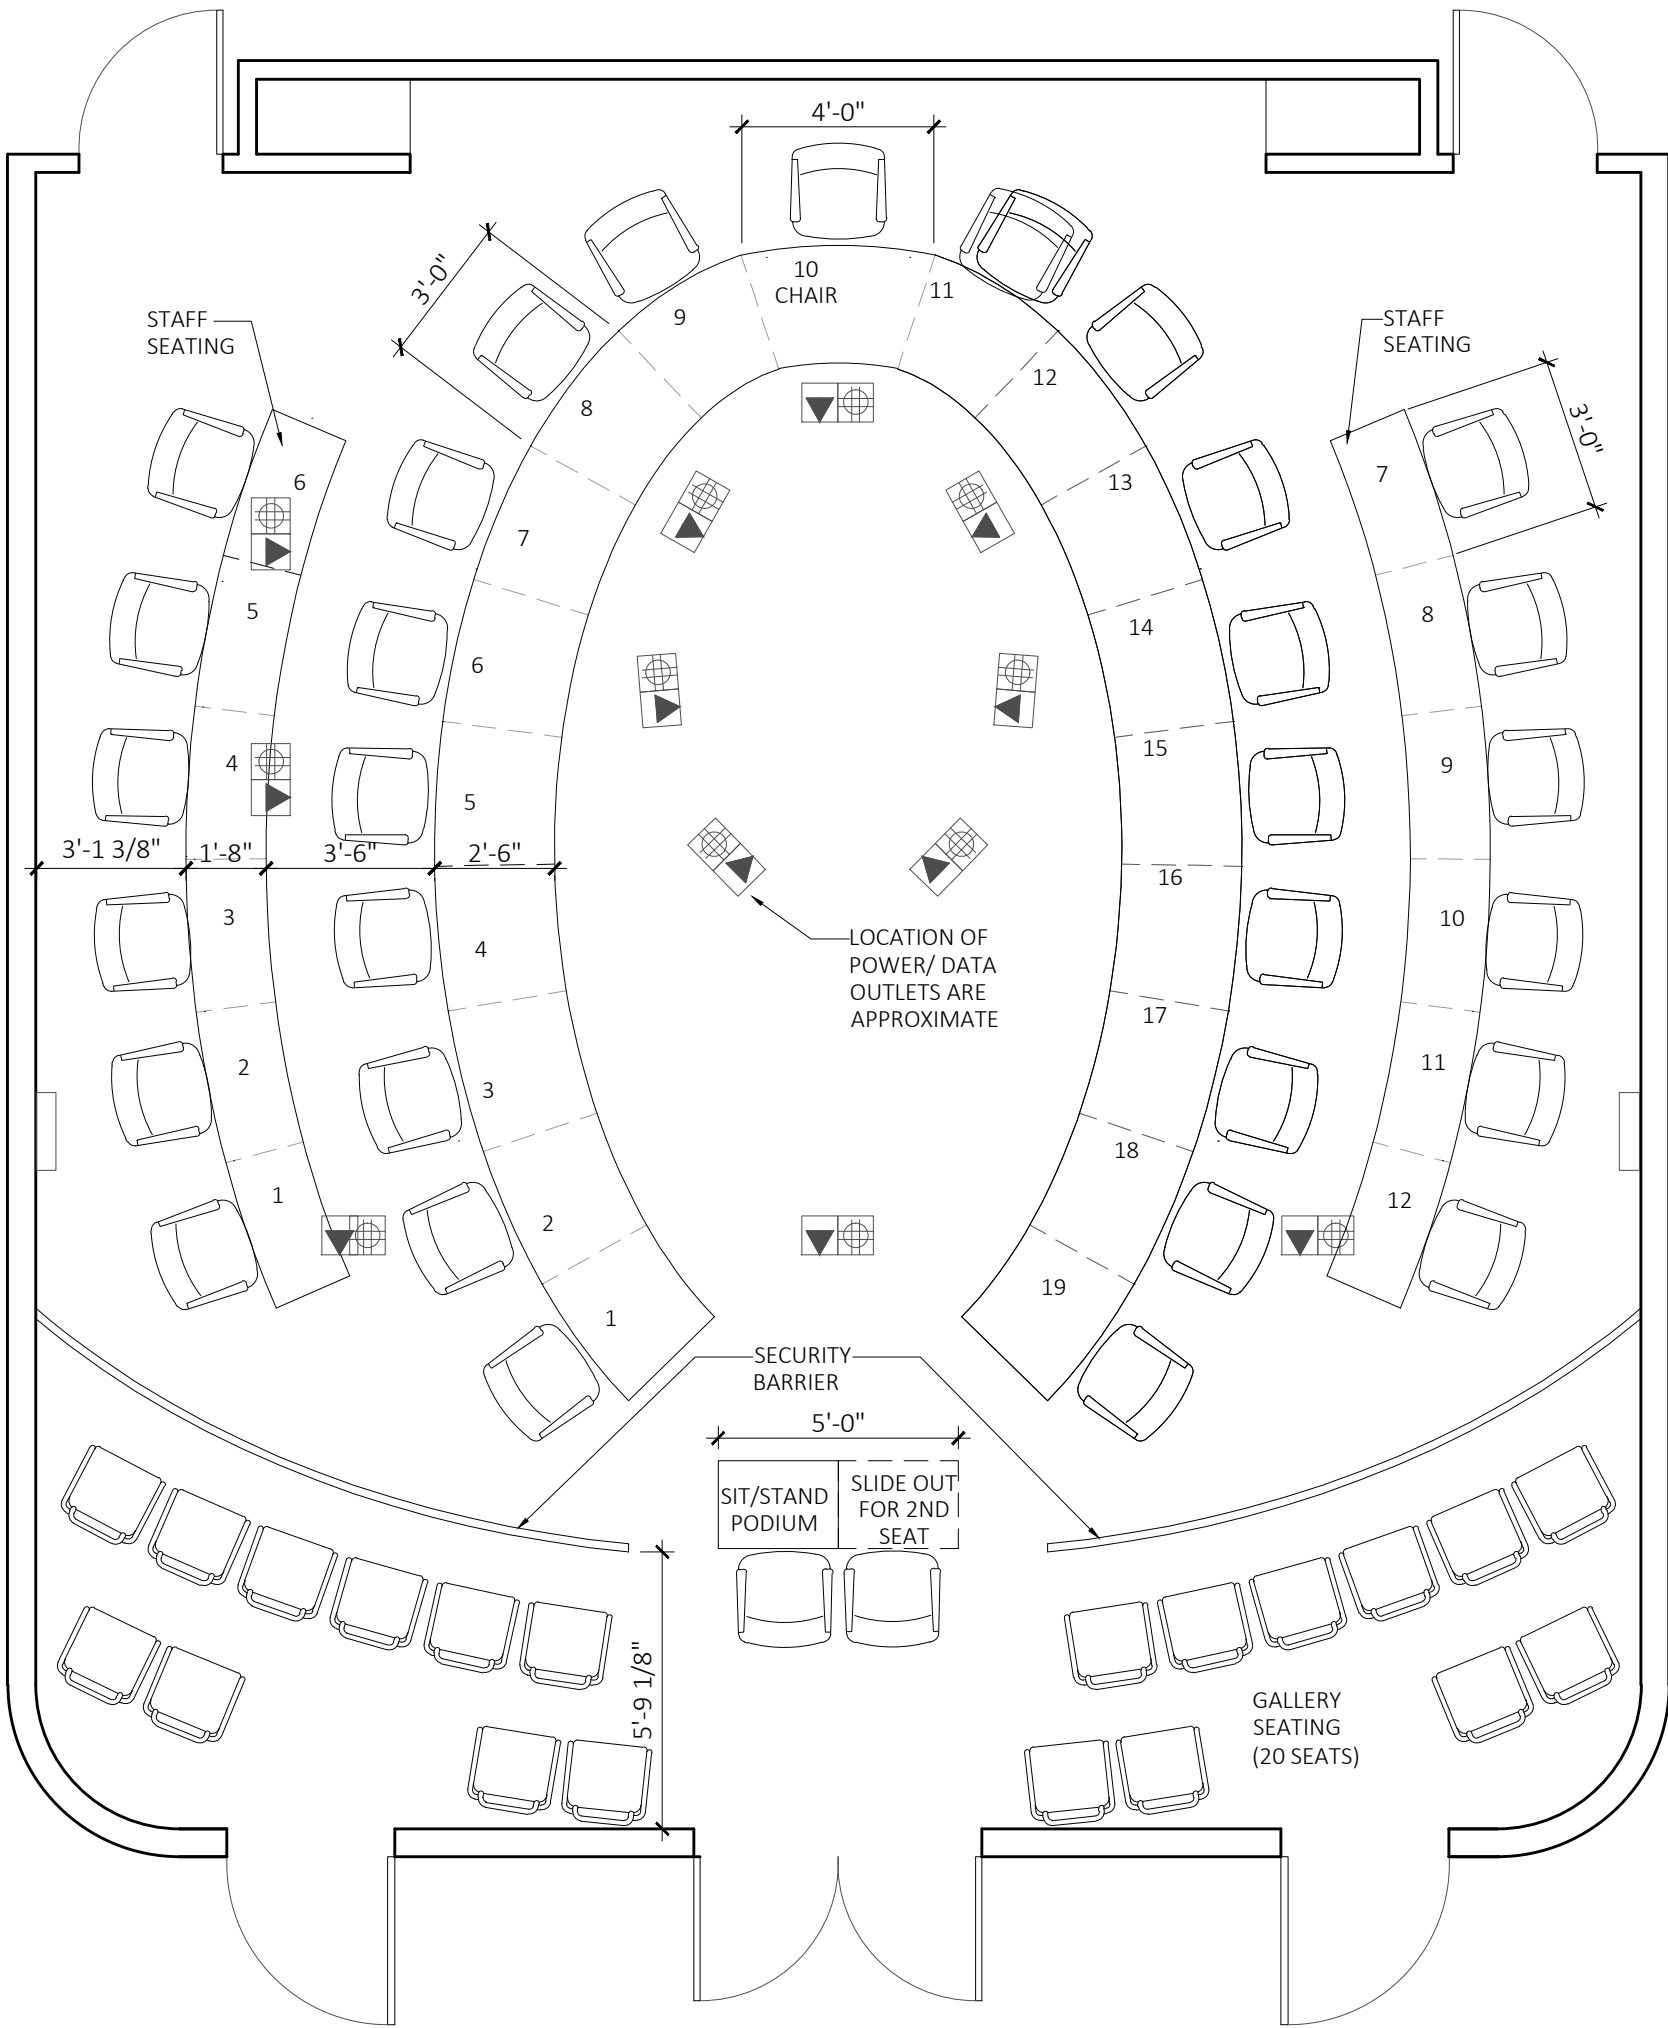 4'-0"
10
CHAIR
11
9
3'-0"
STAFF
SEATING
STAFF
SEATING
12
8
3'-0"
7
6
13
7
5
8
14
6
4
15
9
5
3'-1 3/8"
1'-8"
3'-6"
2'-6"
16
3
10
4
LOCATION OF
POWER/ DATA
OUTLETS ARE
APPROXIMATE
17
2
11
3
18
1
12
2
19
1
SECURITY
BARRIER
5'-0"
SIT/STAND
PODIUM
SLIDE OUT
FOR 2ND
SEAT
5'-9 1/8"
GALLERY
SEATING
(20 SEATS)